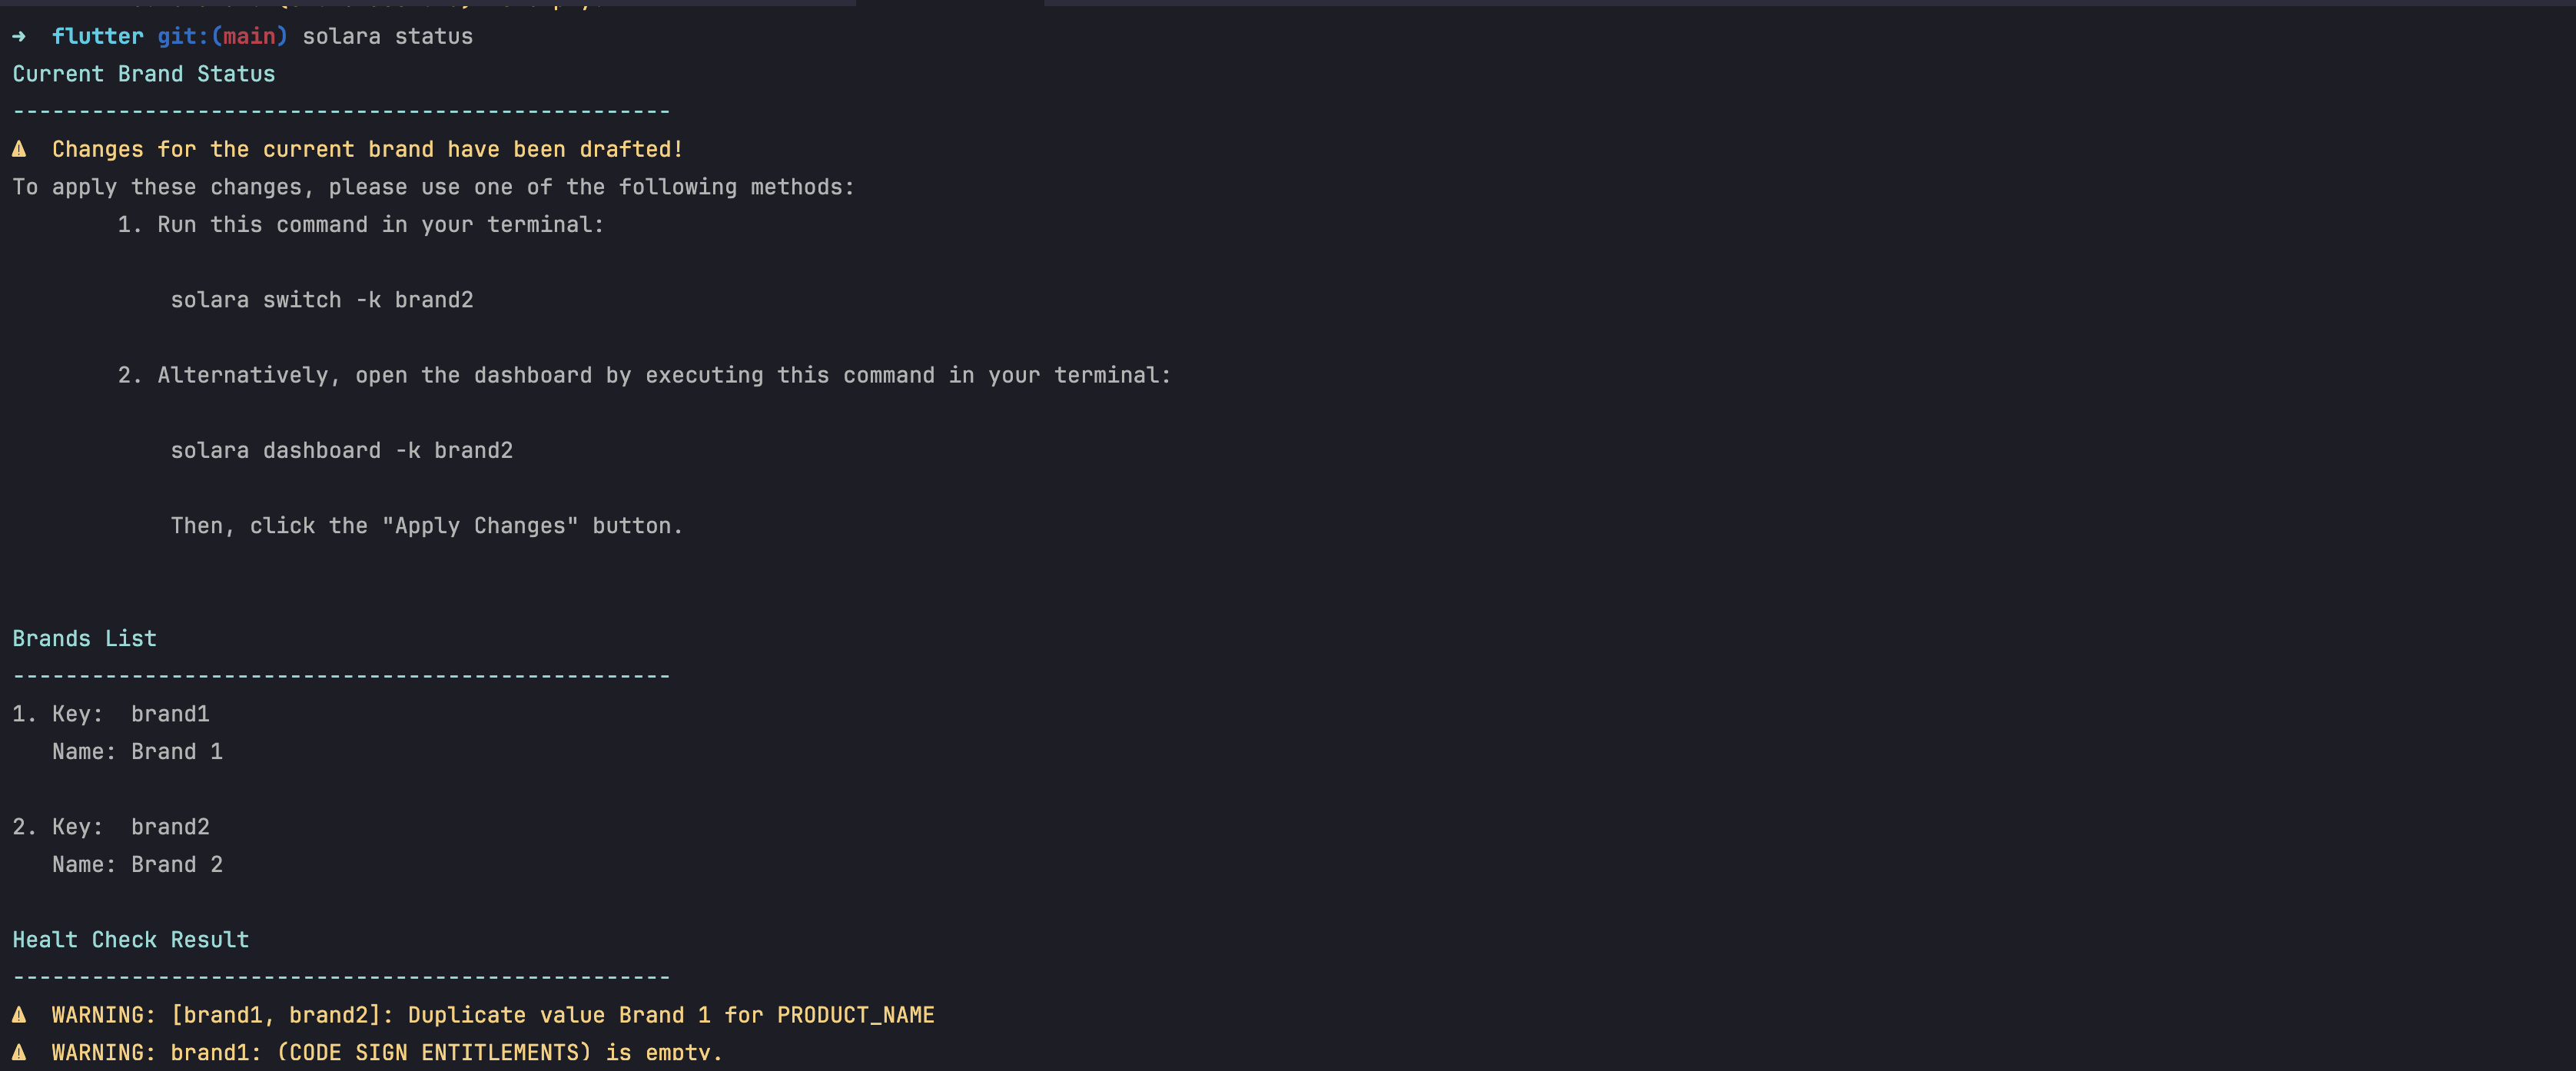 ➜  flutter git:(main) solara status
Current Brand Status
--------------------------------------------------
⚠  Changes for the current brand have been drafted!
To apply these changes, please use one of the following methods:
        1. Run this command in your terminal:
            solara switch -k brand2
        2. Alternatively, open the dashboard by executing this command in your terminal:
            solara dashboard -k brand2
            Then, click the "Apply Changes" button.
Brands List
--------------------------------------------------
1. Key:  brand1
   Name: Brand 1
2. Key:  brand2
   Name: Brand 2
Healt Check Result
--------------------------------------------------
⚠  WARNING: [brand1, brand2]: Duplicate value Brand 1 for PRODUCT_NAME
⚠  WARNING: brand1: (CODE_SIGN_ENTITLEMENTS) is empty.